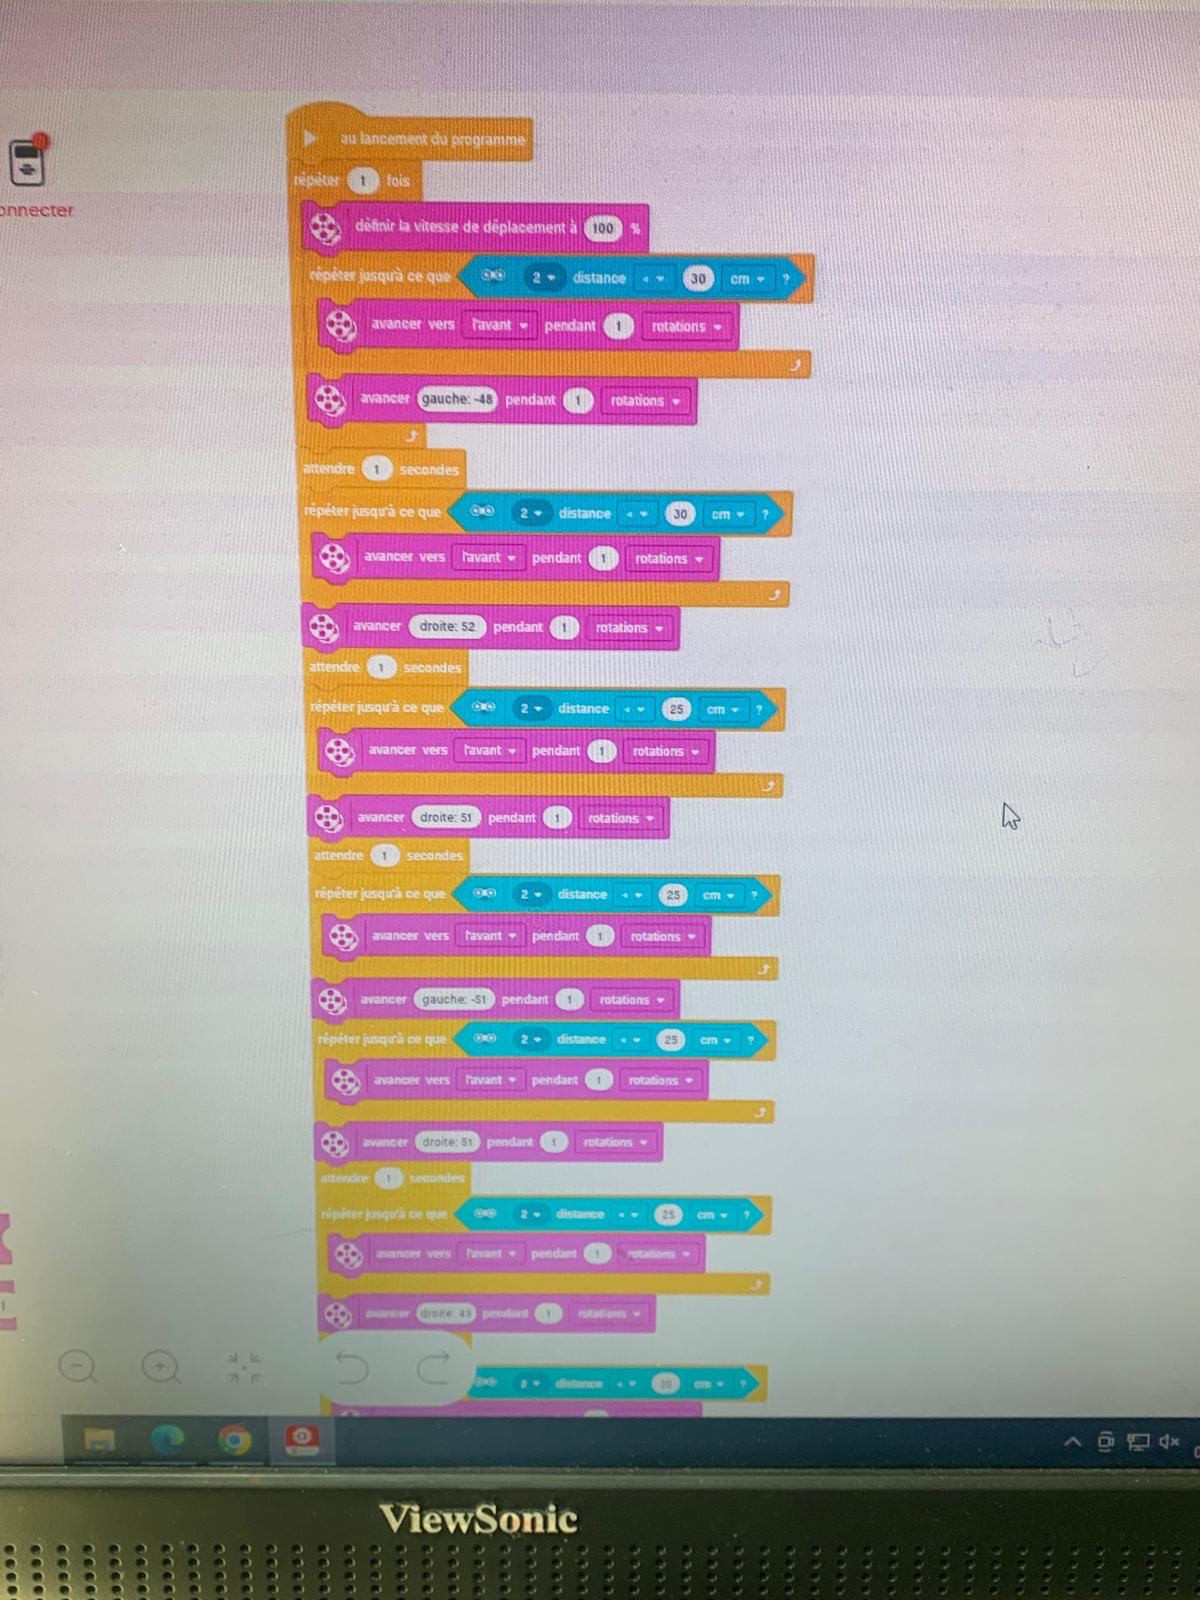 au lancement du programme
onnecter
répéter 1 fois
définir la vitesse de déplacement à 100 %
répéter jusqu'à ce que 2 distance < 30 cm ?
avancer vers l'avant pendant 1 rotations
avancer gauche: -48 pendant 1 rotations
attendre 1 secondes
répéter jusqu'à ce que 2 distance < 30 cm ?
avancer vers l'avant pendant 1 rotations
avancer droite: 52 pendant 1 rotations
attendre 1 secondes
répéter jusqu'à ce que 2 distance < 25 cm ?
avancer vers l'avant pendant 1 rotations
avancer droite: 51 pendant 1 rotations
attendre 1 secondes
répéter jusqu'à ce que 2 distance < 25 cm ?
avancer vers l'avant pendant 1 rotations
avancer gauche: -51 pendant 1 rotations
répéter jusqu'à ce que 2 distance < 25 cm ?
avancer vers l'avant pendant 1 rotations
avancer droite: 51 pendant 1 rotations
attendre 1 secondes
répéter jusqu'à ce que 2 distance < 25 cm ?
avancer vers l'avant pendant 1 rotations
avancer droite: pendant 1 rotations
2 distance < 30 cm ?
ViewSonic